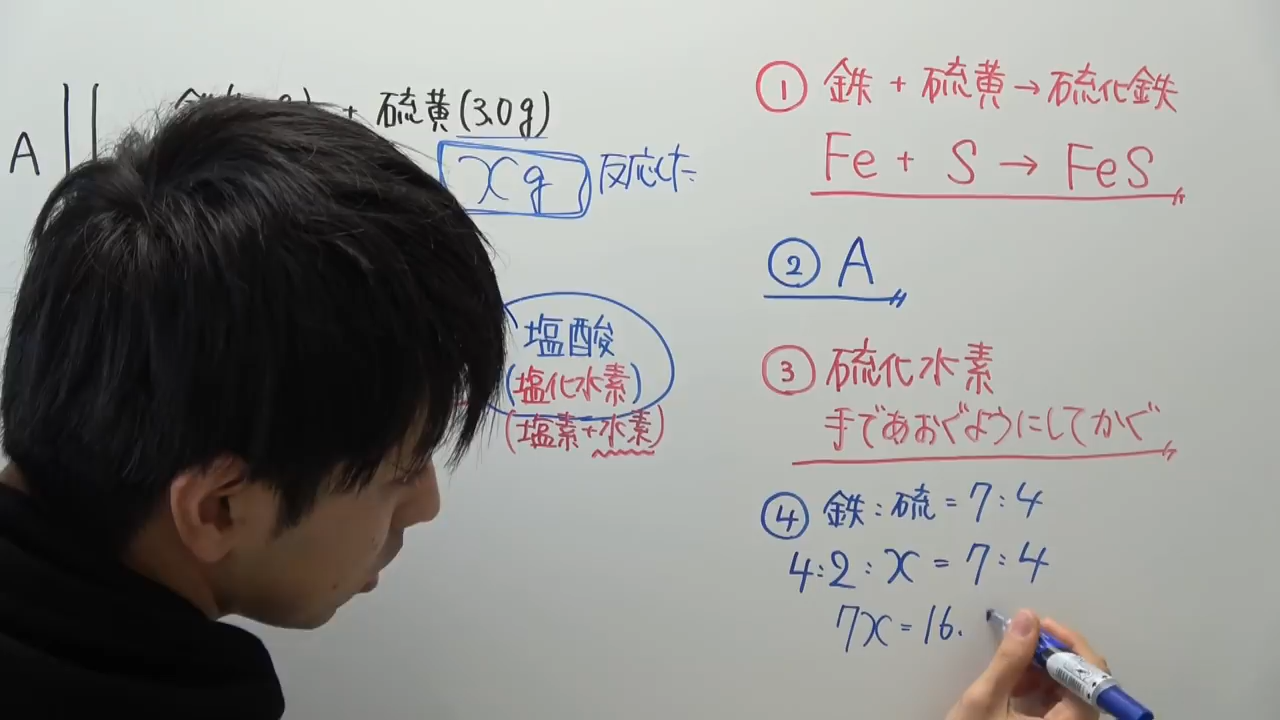 A
+ 硫黄(3.0g)
xg 反応した
塩酸
(塩化水素)
(塩素+水素)
① 鉄 + 硫黄 → 硫化鉄
Fe + S → FeS
② A
③ 硫化水素
手であおぐようにしてかぐ
④ 鉄 : 硫 = 7 : 4
4:2 : x = 7 : 4
7x = 16.